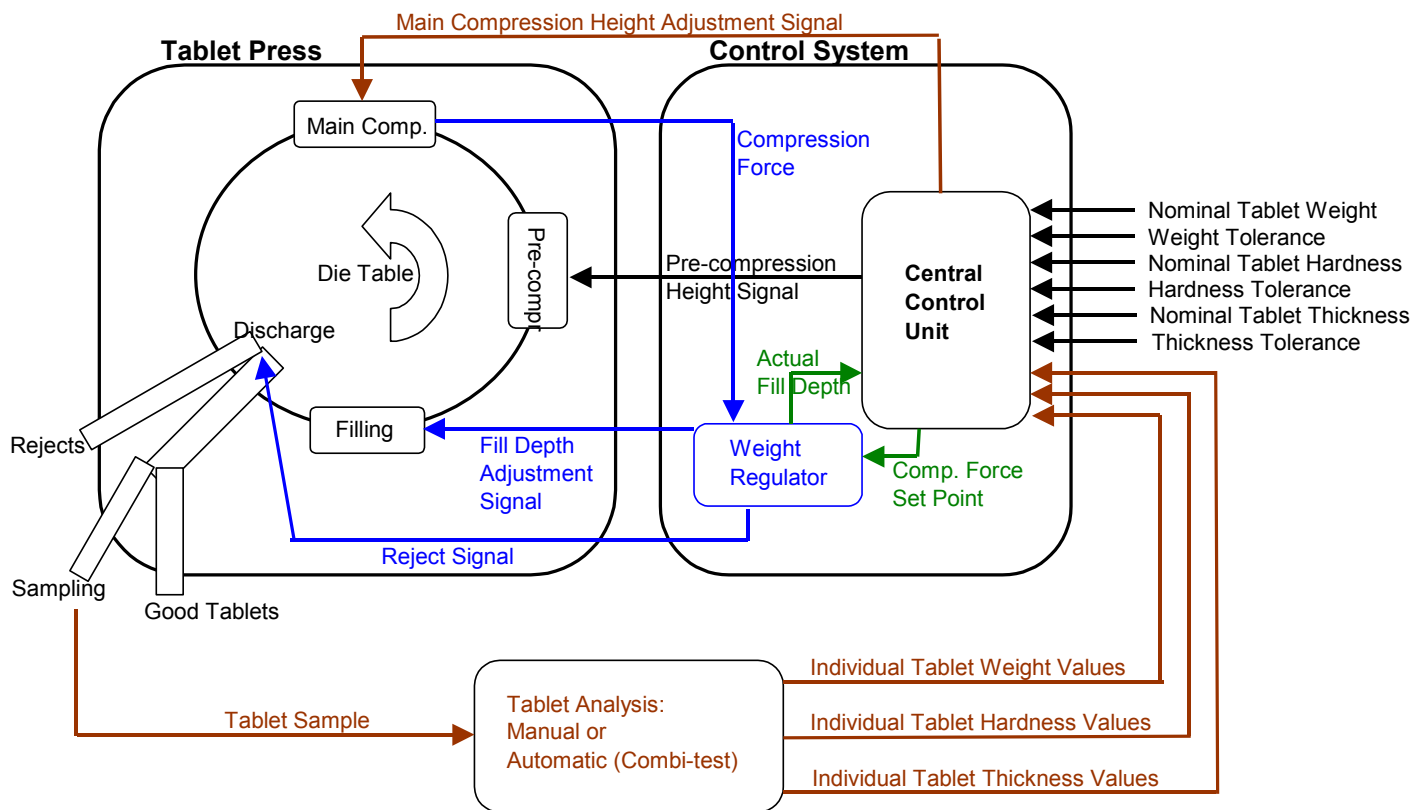 Main Compression Height Adjustment Signal
Tablet Press
Control System
Main Comp.
Compression
Force
Nominal Tablet Weight
Weight Tolerance
Nominal Tablet Hardness
Hardness Tolerance
Nominal Tablet Thickness
Thickness Tolerance
Pre-compr
Pre-compression
Height Signal
Central
Control
Unit
Die Table
Discharge
Actual
Fill Depth
Rejects
Filling
Fill Depth
Adjustment
Signal
Weight
Regulator
Comp. Force
Set Point
Reject Signal
Sampling
Good Tablets
Individual Tablet Weight Values
Tablet Sample
Tablet Analysis:
Manual or
Automatic (Combi-test)
Individual Tablet Hardness Values
Individual Tablet Thickness Values